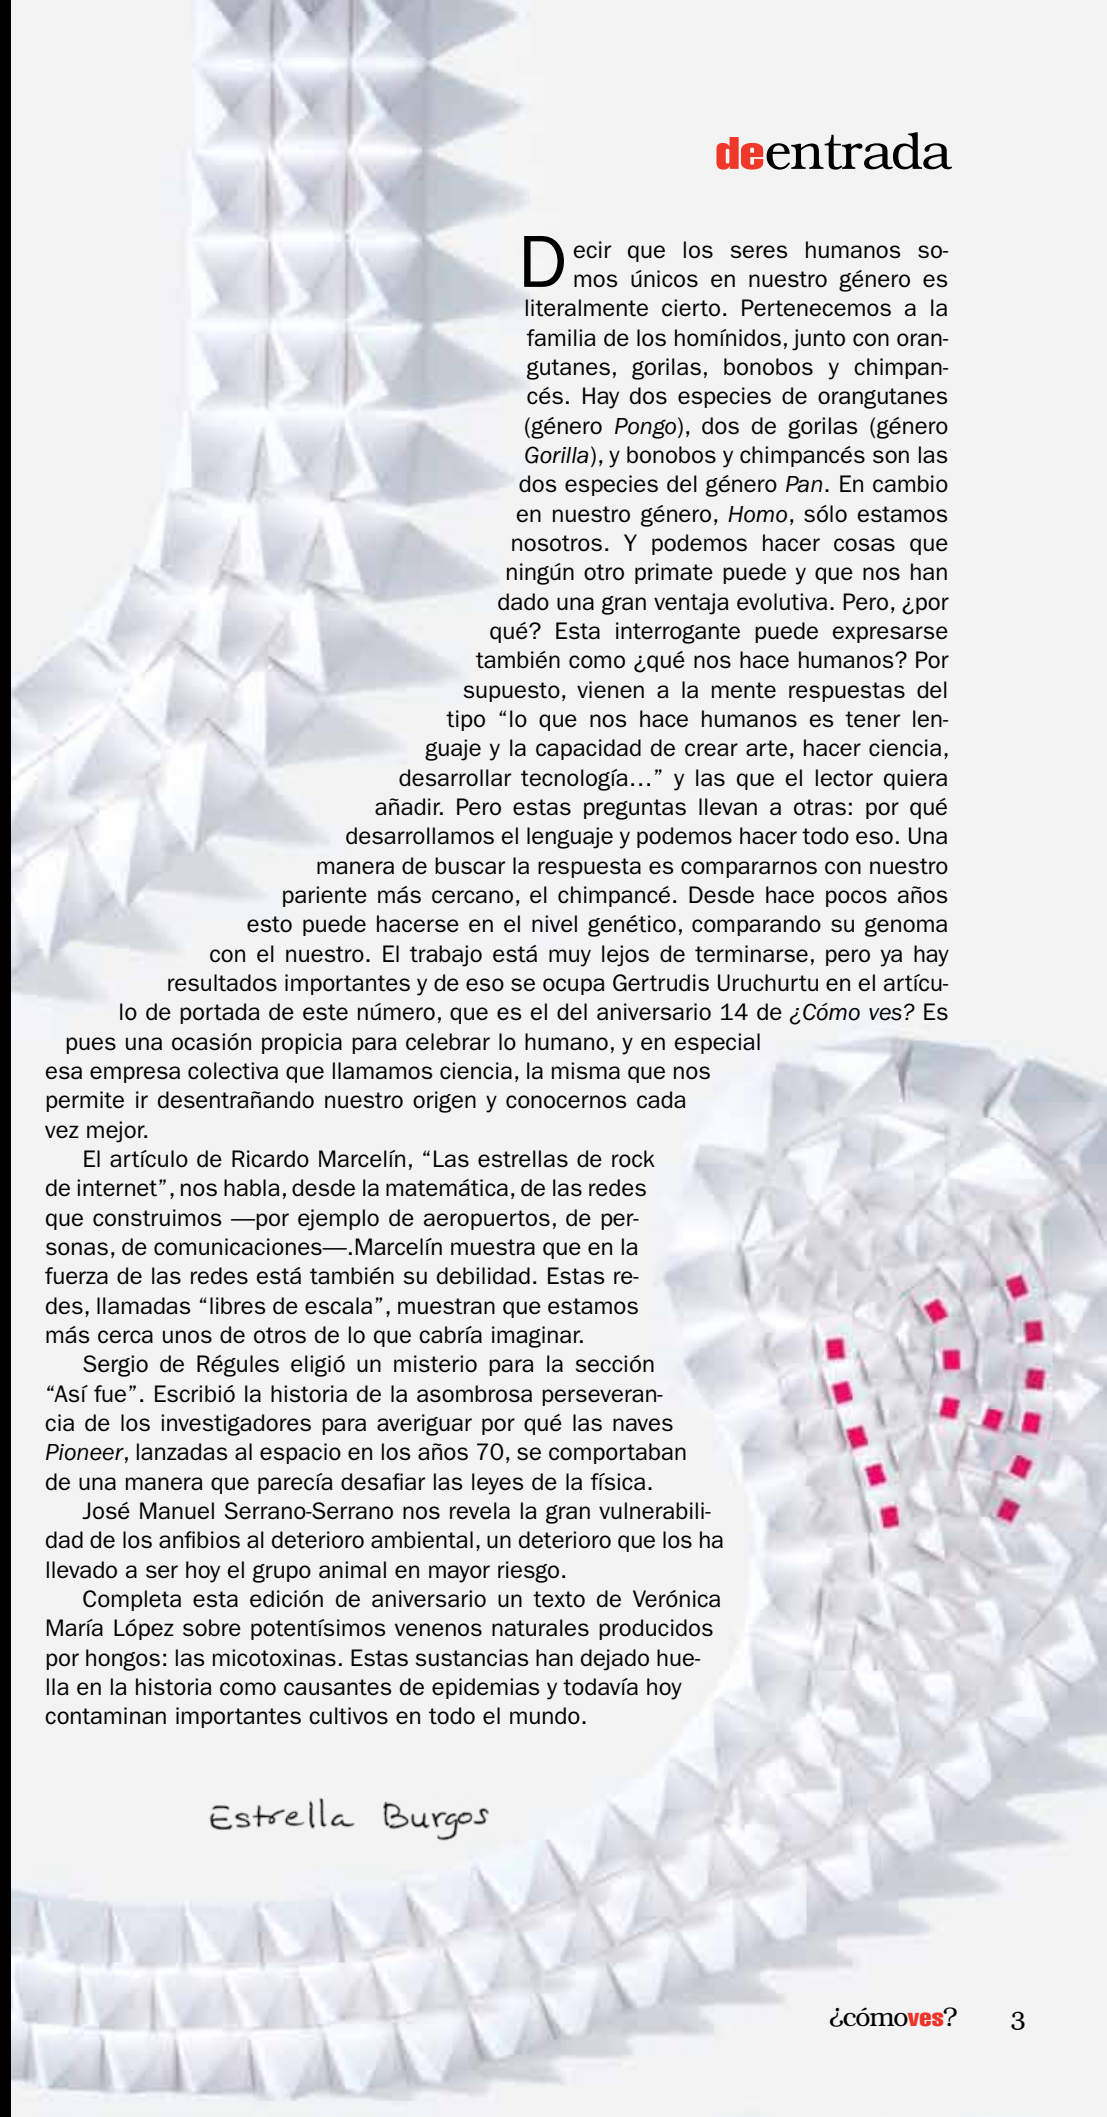 deentrada
Decir que los seres humanos so-
mos únicos en nuestro género es
literalmente cierto. Pertenecemos a la
familia de los homínidos, junto con oran-
gutanes, gorilas, bonobos y chimpan-
cés. Hay dos especies de orangutanes
(género Pongo), dos de gorilas (género
Gorilla), y bonobos y chimpancés son las
dos especies del género Pan. En cambio
en nuestro género, Homo, sólo estamos
nosotros. Y podemos hacer cosas que
ningún otro primate puede y que nos han
dado una gran ventaja evolutiva. Pero, ¿por
qué? Esta interrogante puede expresarse
también como ¿qué nos hace humanos? Por
supuesto, vienen a la mente respuestas del
tipo “lo que nos hace humanos es tener len-
guaje y la capacidad de crear arte, hacer ciencia,
desarrollar tecnología…” y las que el lector quiera
añadir. Pero estas preguntas llevan a otras: por qué
desarrollamos el lenguaje y podemos hacer todo eso. Una
manera de buscar la respuesta es compararnos con nuestro
pariente más cercano, el chimpancé. Desde hace pocos años
esto puede hacerse en el nivel genético, comparando su genoma
con el nuestro. El trabajo está muy lejos de terminarse, pero ya hay
resultados importantes y de eso se ocupa Gertrudis Uruchurtu en el artícu-
lo de portada de este número, que es el del aniversario 14 de ¿Cómo ves? Es
pues una ocasión propicia para celebrar lo humano, y en especial
esa empresa colectiva que llamamos ciencia, la misma que nos
permite ir desentrañando nuestro origen y conocernos cada
vez mejor.
El artículo de Ricardo Marcelín, “Las estrellas de rock
de internet”, nos habla, desde la matemática, de las redes
que construimos —por ejemplo de aeropuertos, de per-
sonas, de comunicaciones—.Marcelín muestra que en la
fuerza de las redes está también su debilidad. Estas re-
des, llamadas “libres de escala”, muestran que estamos
más cerca unos de otros de lo que cabría imaginar.
Sergio de Régules eligió un misterio para la sección
“Así fue”. Escribió la historia de la asombrosa perseveran-
cia de los investigadores para averiguar por qué las naves
Pioneer, lanzadas al espacio en los años 70, se comportaban
de una manera que parecía desafiar las leyes de la física.
José Manuel Serrano-Serrano nos revela la gran vulnerabili-
dad de los anfibios al deterioro ambiental, un deterioro que los ha
llevado a ser hoy el grupo animal en mayor riesgo.
Completa esta edición de aniversario un texto de Verónica
María López sobre potentísimos venenos naturales producidos
por hongos: las micotoxinas. Estas sustancias han dejado hue-
lla en la historia como causantes de epidemias y todavía hoy
contaminan importantes cultivos en todo el mundo.
Estrella Burgos
¿cómoves? 3